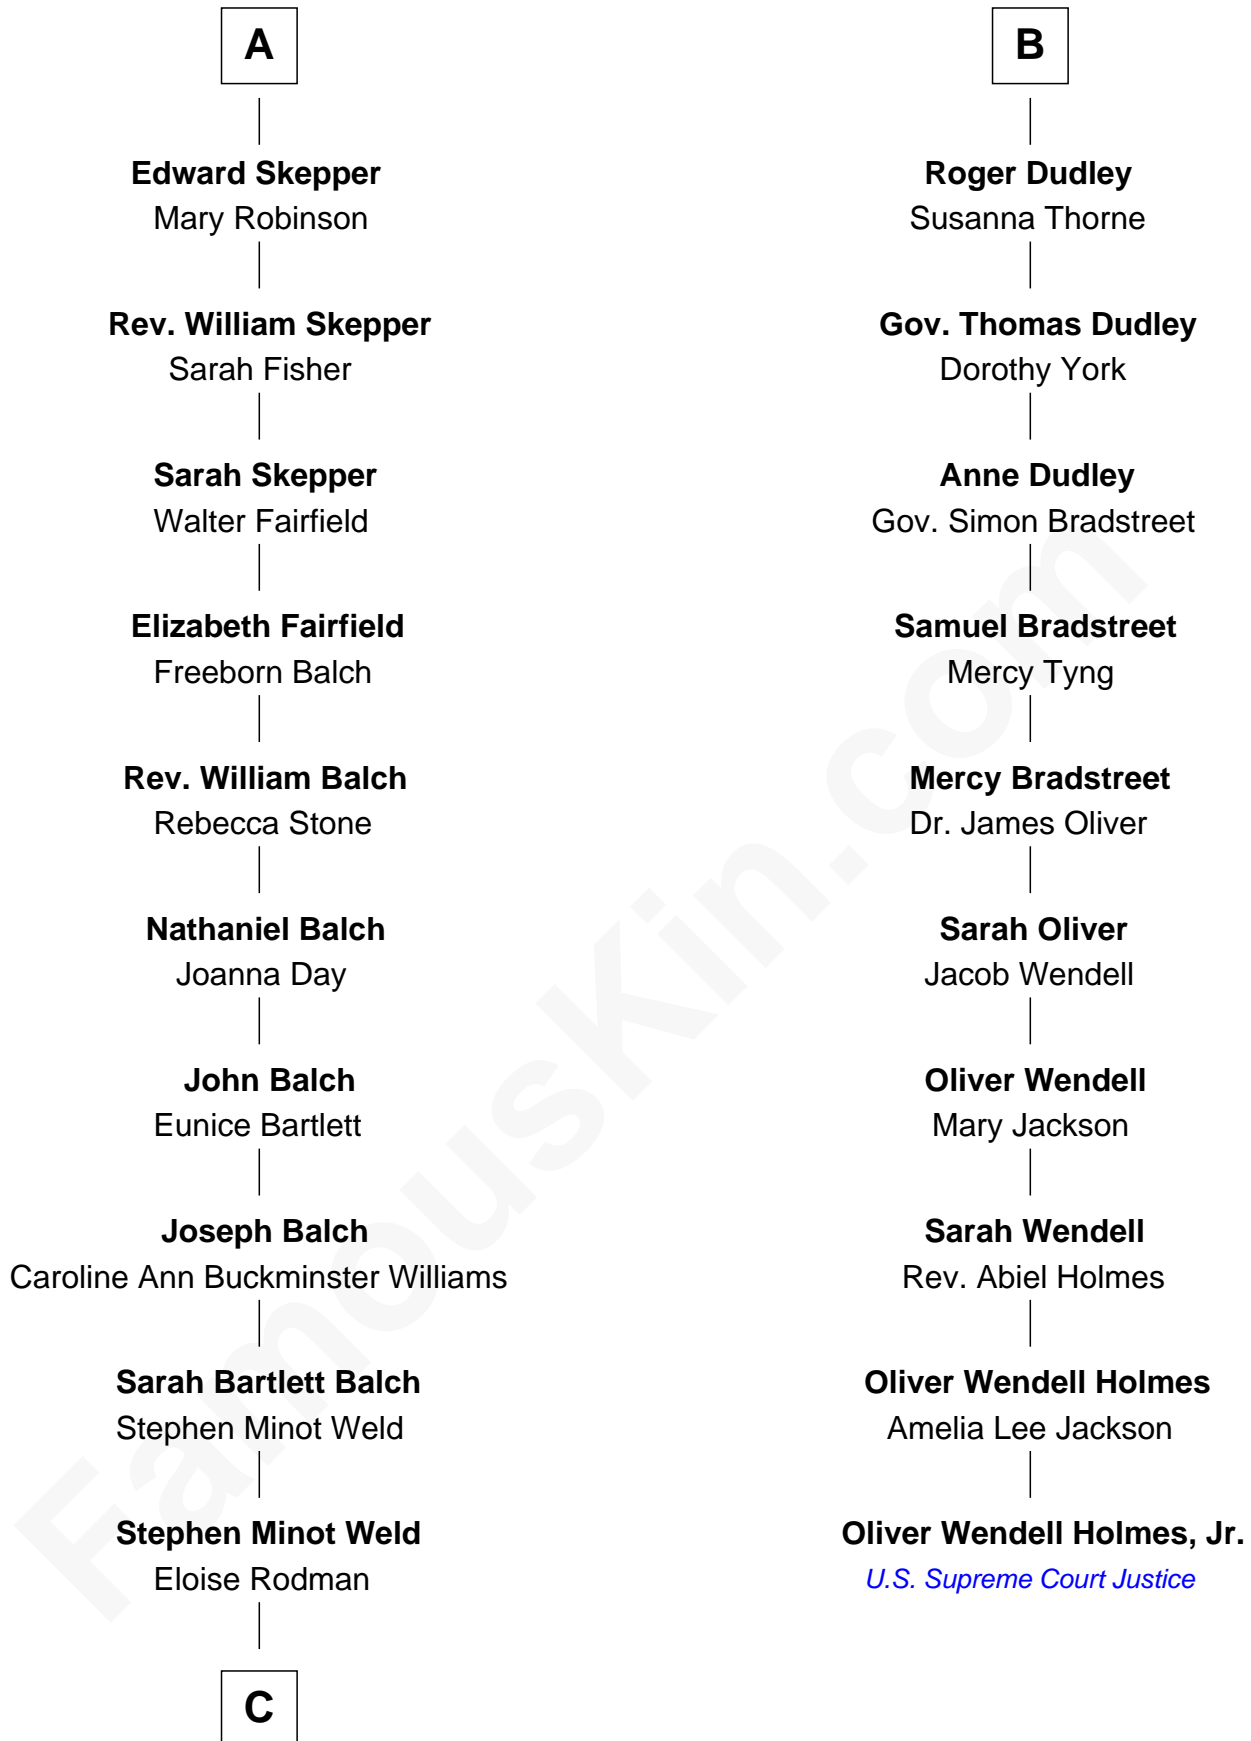 A
Edward Skepper
Mary Robinson
Rev. William Skepper
Sarah Fisher
Sarah Skepper
Walter Fairfield
Elizabeth Fairfield
Freeborn Balch
Rev. William Balch
Rebecca Stone
Nathaniel Balch
Joanna Day
John Balch
Eunice Bartlett
Joseph Balch
Caroline Ann Buckminster Williams
Sarah Bartlett Balch
Stephen Minot Weld
Stephen Minot Weld
Eloise Rodman
C
B
Roger Dudley
Susanna Thorne
Gov. Thomas Dudley
Dorothy York
Anne Dudley
Gov. Simon Bradstreet
Samuel Bradstreet
Mercy Tyng
Mercy Bradstreet
Dr. James Oliver
Sarah Oliver
Jacob Wendell
Oliver Wendell
Mary Jackson
Sarah Wendell
Rev. Abiel Holmes
Oliver Wendell Holmes
Amelia Lee Jackson
Oliver Wendell Holmes, Jr.
U.S. Supreme Court Justice
FamousKin.com